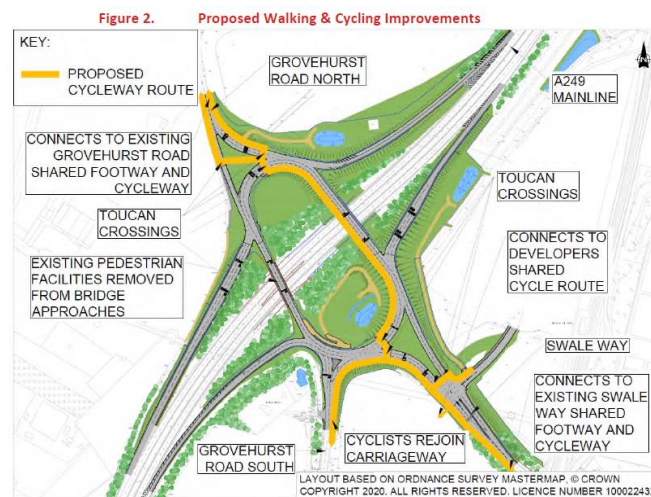 Figure 2. Proposed Walking & Cycling Improvements
KEY:
PROPOSED
CYCLEWAY ROUTE
GROVEHURST
ROAD NORTH
A249
MAINLINE
CONNECTS TO EXISTING
GROVEHURST ROAD
SHARED FOOTWAY AND
CYCLEWAY
TOUCAN
CROSSINGS
TOUCAN
CROSSINGS
EXISTING PEDESTRIAN
FACILITIES REMOVED
FROM BRIDGE
APPROACHES
CONNECTS TO
DEVELOPERS
SHARED
CYCLE ROUTE
SWALE WAY
CONNECTS TO
EXISTING SWALE
WAY SHARED
FOOTWAY AND
CYCLEWAY
GROVEHURST
ROAD SOUTH
CYCLISTS REJOIN
CARRIAGEWAY
LAYOUT BASED ON ORDNANCE SURVEY MASTERMAP, © CROWN
COPYRIGHT 2020. ALL RIGHTS RESERVED. LICENCE NUMBER 10002243